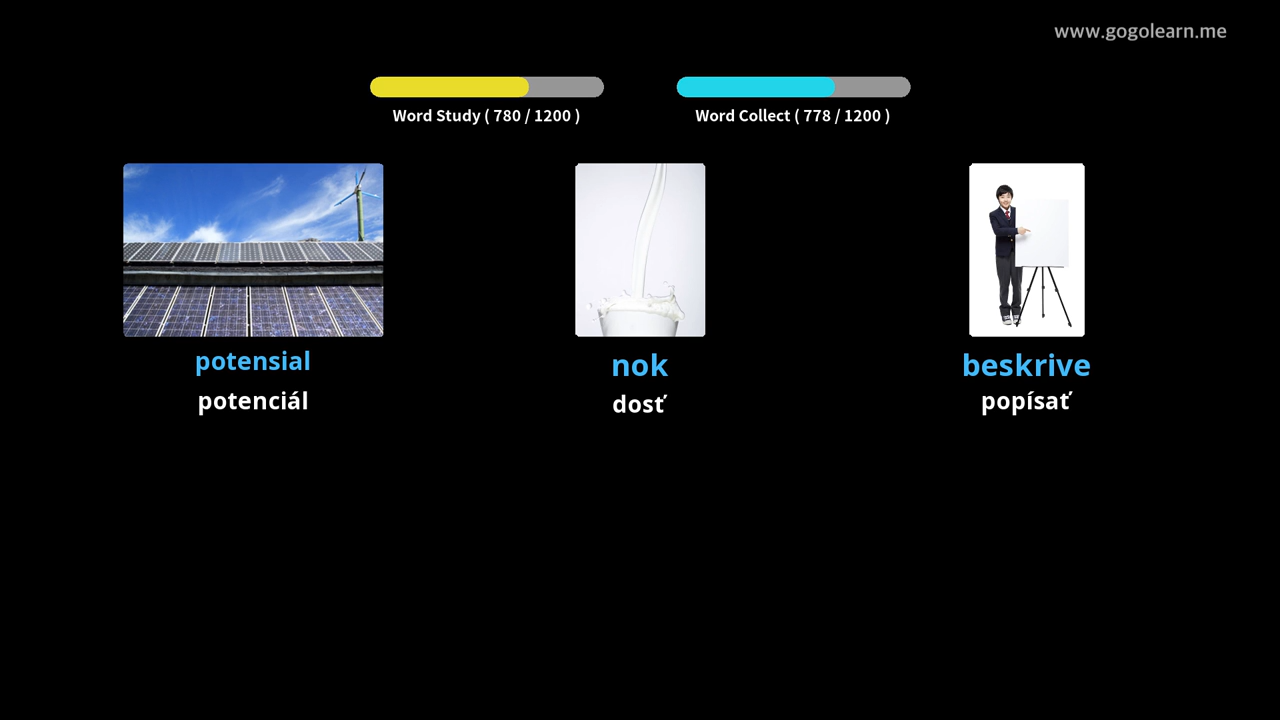 www.gogolearn.me
Word Study ( 780 / 1200 )
Word Collect ( 778 / 1200 )
potensial
potenciál
nok
dosť
beskrive
popísať